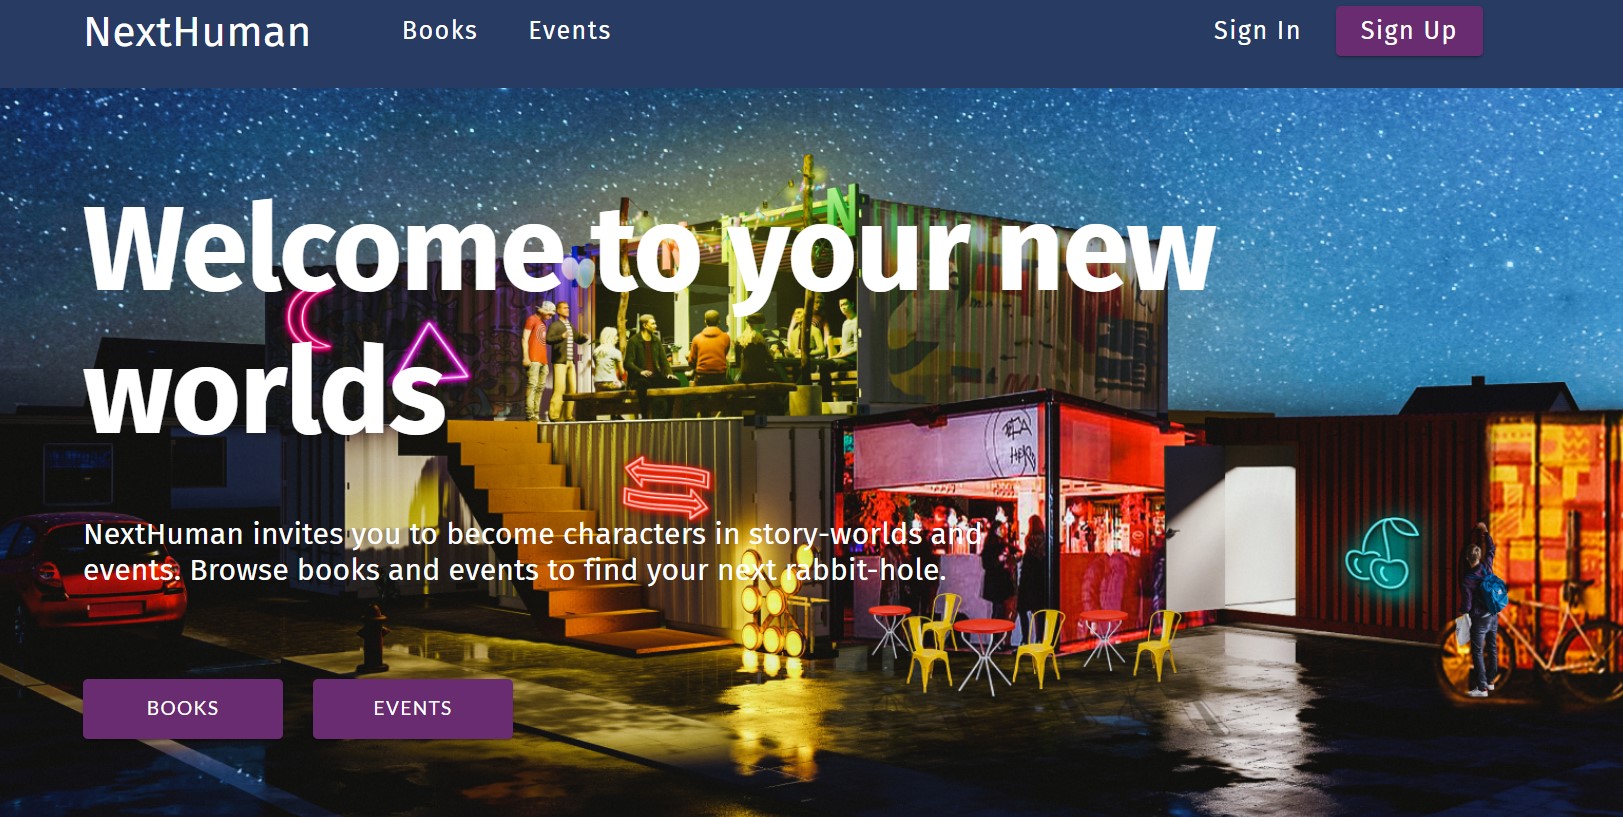 NextHuman
Books
Events
Sign In
Sign Up
N
Welcome to your new
worlds
NextHuman invites you to become characters in story-worlds and
events. Browse books and events to find your next rabbit-hole.
BOOKS
EVENTS